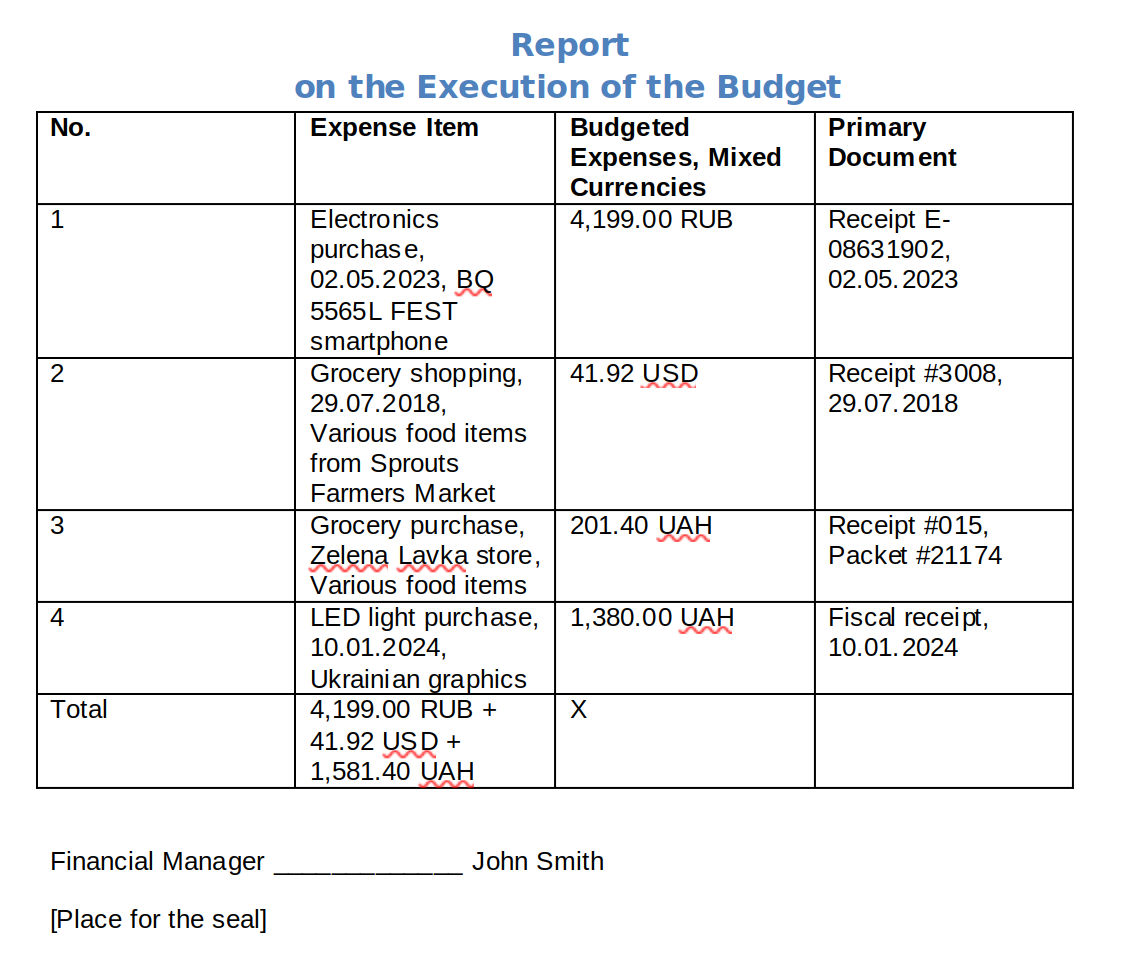 Report
on the Execution of the Budget
No.
Expense Item
Budgeted
Expenses, Mixed
Currencies
Primary
Document
1
Electronics
purchase,
02.05.2023, BQ
5565L FEST
smartphone
4,199.00 RUB
Receipt E-
08631902,
02.05.2023
2
Grocery shopping,
29.07.2018,
Various food items
from Sprouts
Farmers Market
41.92 USD
Receipt #3008,
29.07.2018
3
Grocery purchase,
Zelena Lavka store,
Various food items
201.40 UAH
Receipt #015,
Packet #21174
4
LED light purchase,
10.01.2024,
Ukrainian graphics
1,380.00 UAH
Fiscal receipt,
10.01.2024
Total
4,199.00 RUB +
41.92 USD +
1,581.40 UAH
X
Financial Manager _____________ John Smith
[Place for the seal]